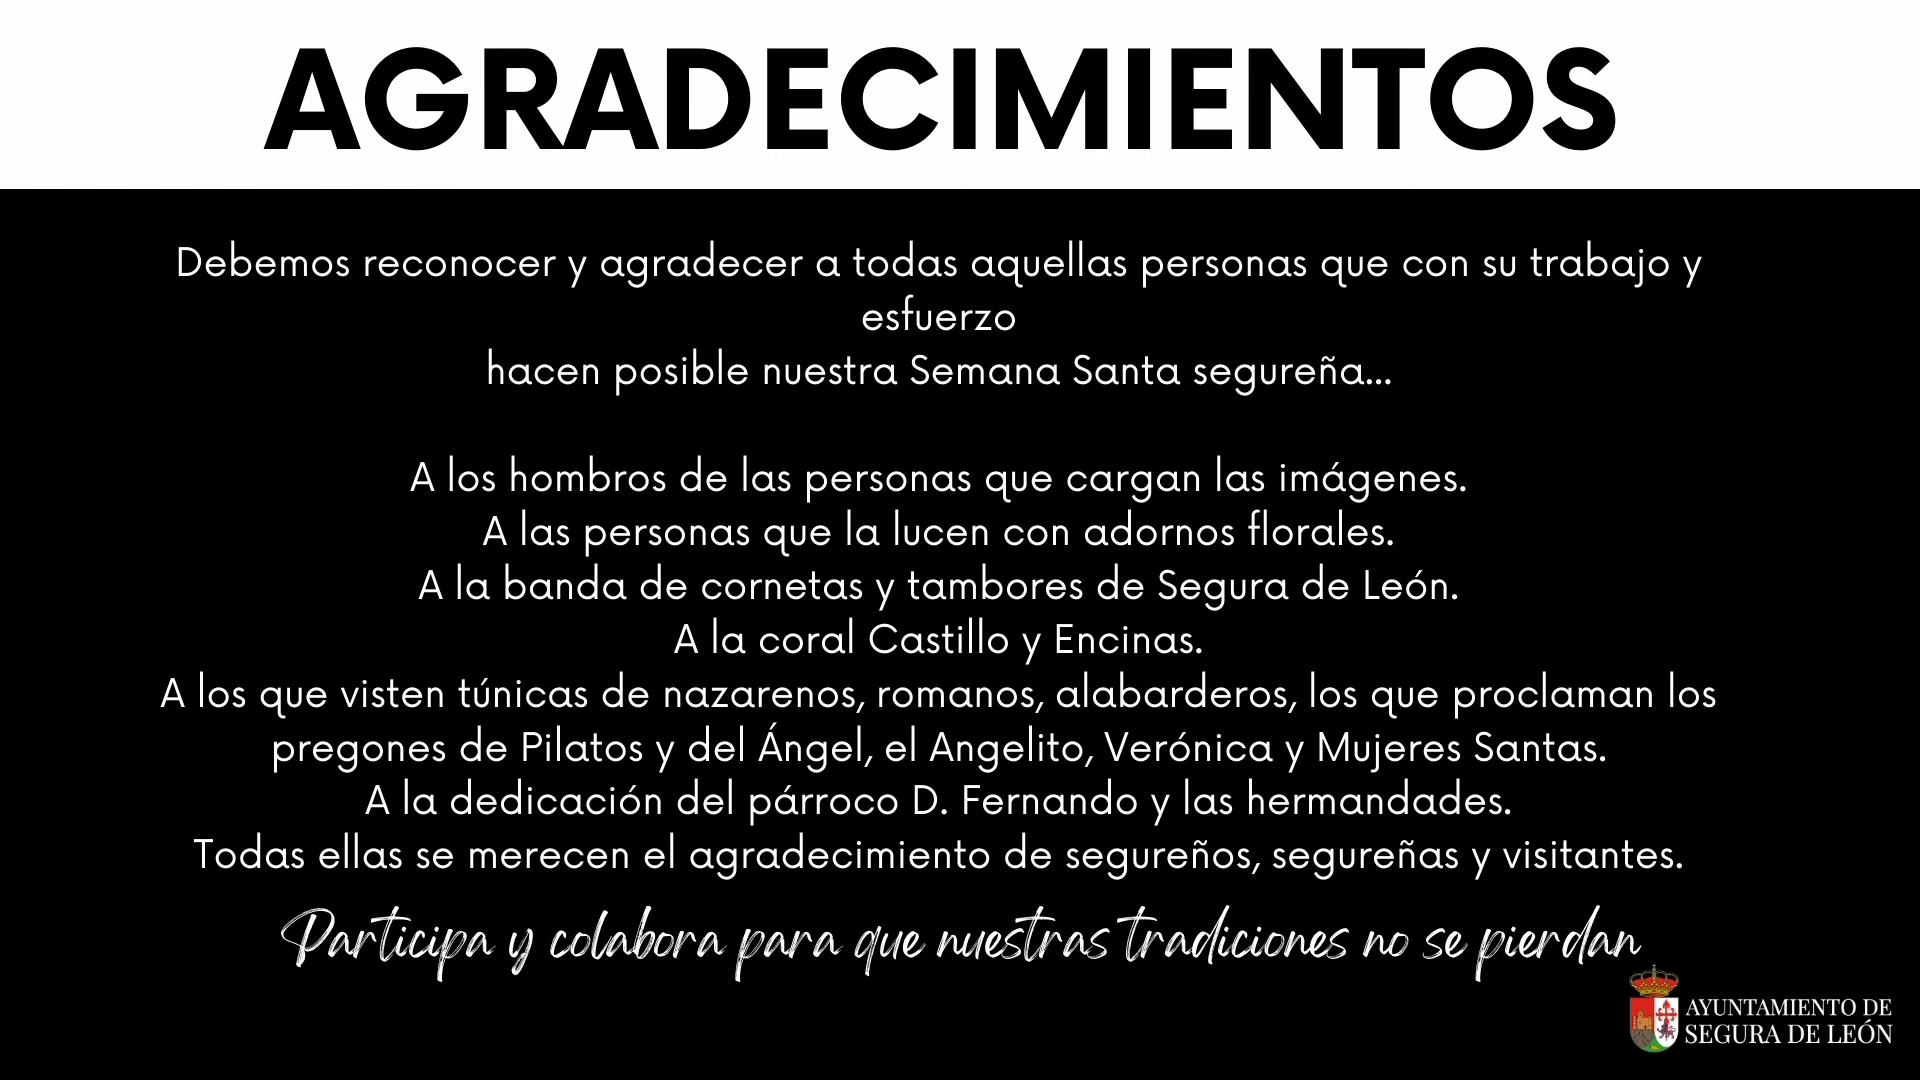 AGRADECIMIENTOS
Debemos reconocer y agradecer a todas aquellas personas que con su trabajo y
esfuerzo
hacen posible nuestra Semana Santa segureña...
A los hombros de las personas que cargan las imágenes.
A las personas que la lucen con adornos florales.
A la banda de cornetas y tambores de Segura de León.
A la coral Castillo y Encinas.
A los que visten túnicas de nazarenos, romanos, alabarderos, los que proclaman los
pregones de Pilatos y del Ángel, el Angelito, Verónica y Mujeres Santas.
A la dedicación del párroco D. Fernando y las hermandades.
Todas ellas se merecen el agradecimiento de segureños, segureñas y visitantes.
Participa y colabora para que nuestras tradiciones no se pierdan
AYUNTAMIENTO DE
SEGURA DE LEÓN